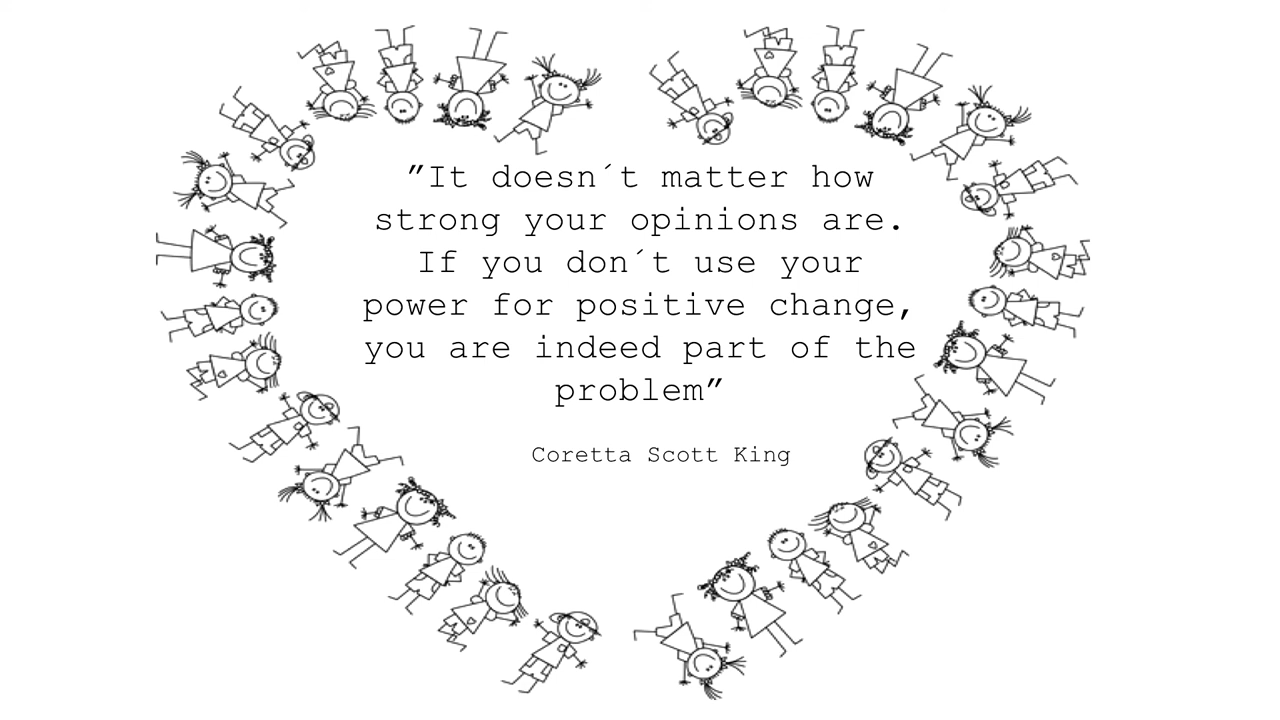 ”It doesn´t matter how
strong your opinions are.
If you don´t use your
power for positive change,
you are indeed part of the
problem”
Coretta Scott King